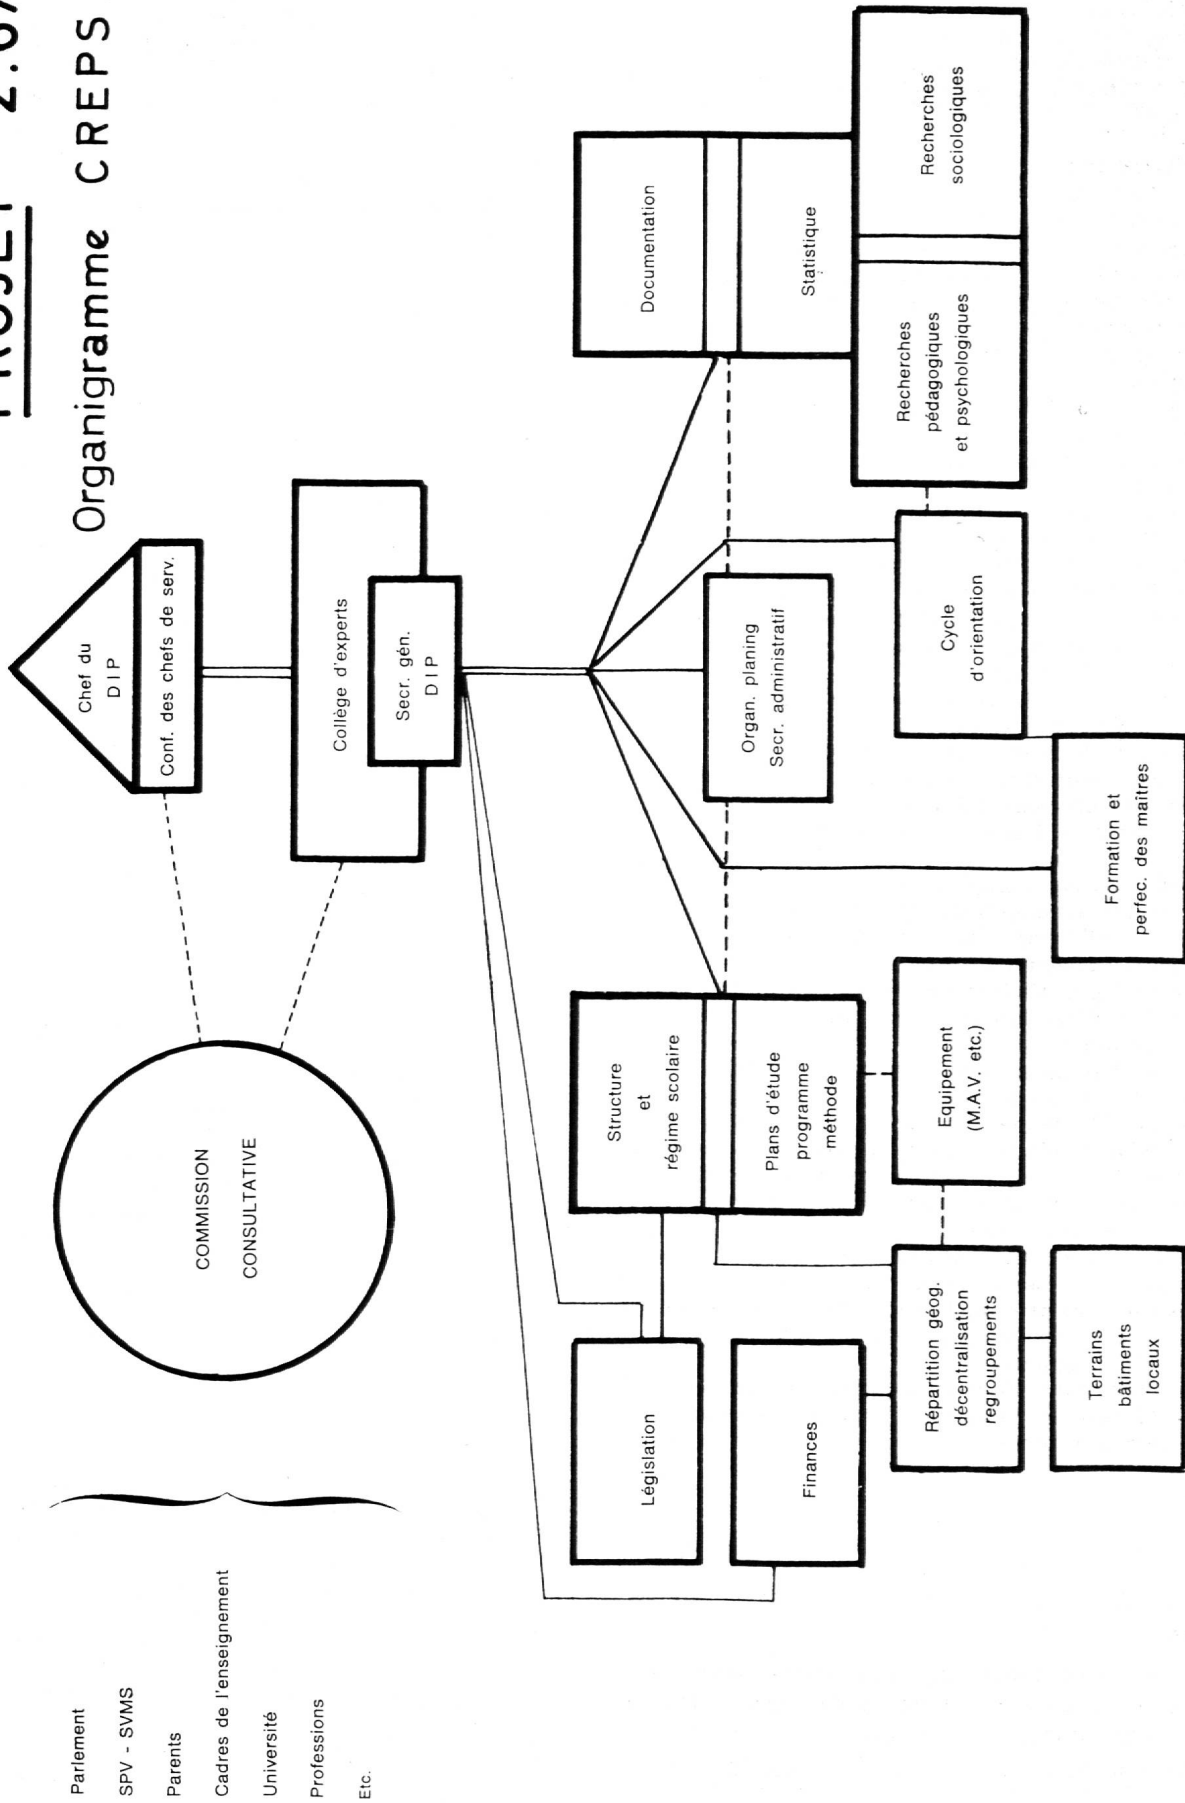 Organigramme CREPS
Chef du
DIP
Conf. des chefs de serv.
Collège d'experts
Secr. gén.
DIP
COMMISSION
CONSULTATIVE
Parlement
SPV - SVMS
Parents
Cadres de l'enseignement
Université
Professions
Etc.
Législation
Finances
Structure
et
régime scolaire
Plans d'étude
programme
méthode
Organ. planing
Secr. administratif
Documentation
Statistique
Répartition géog.
décentralisation
regroupements
Equipement
(M.A.V. etc.)
Cycle
d'orientation
Recherches
pédagogiques
et psychologiques
Recherches
sociologiques
Terrains
bâtiments
locaux
Formation et
perfec. des maîtres